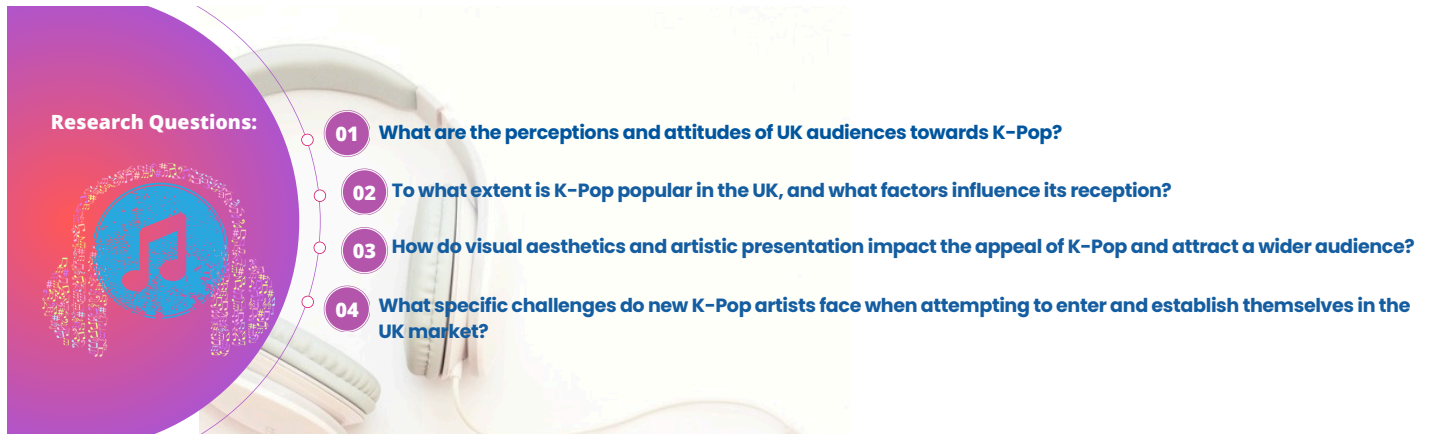 Research Questions:
01 What are the perceptions and attitudes of UK audiences towards K-Pop?
02 To what extent is K-Pop popular in the UK, and what factors influence its reception?
03 How do visual aesthetics and artistic presentation impact the appeal of K-Pop and attract a wider audience?
04 What specific challenges do new K-Pop artists face when attempting to enter and establish themselves in the
UK market?